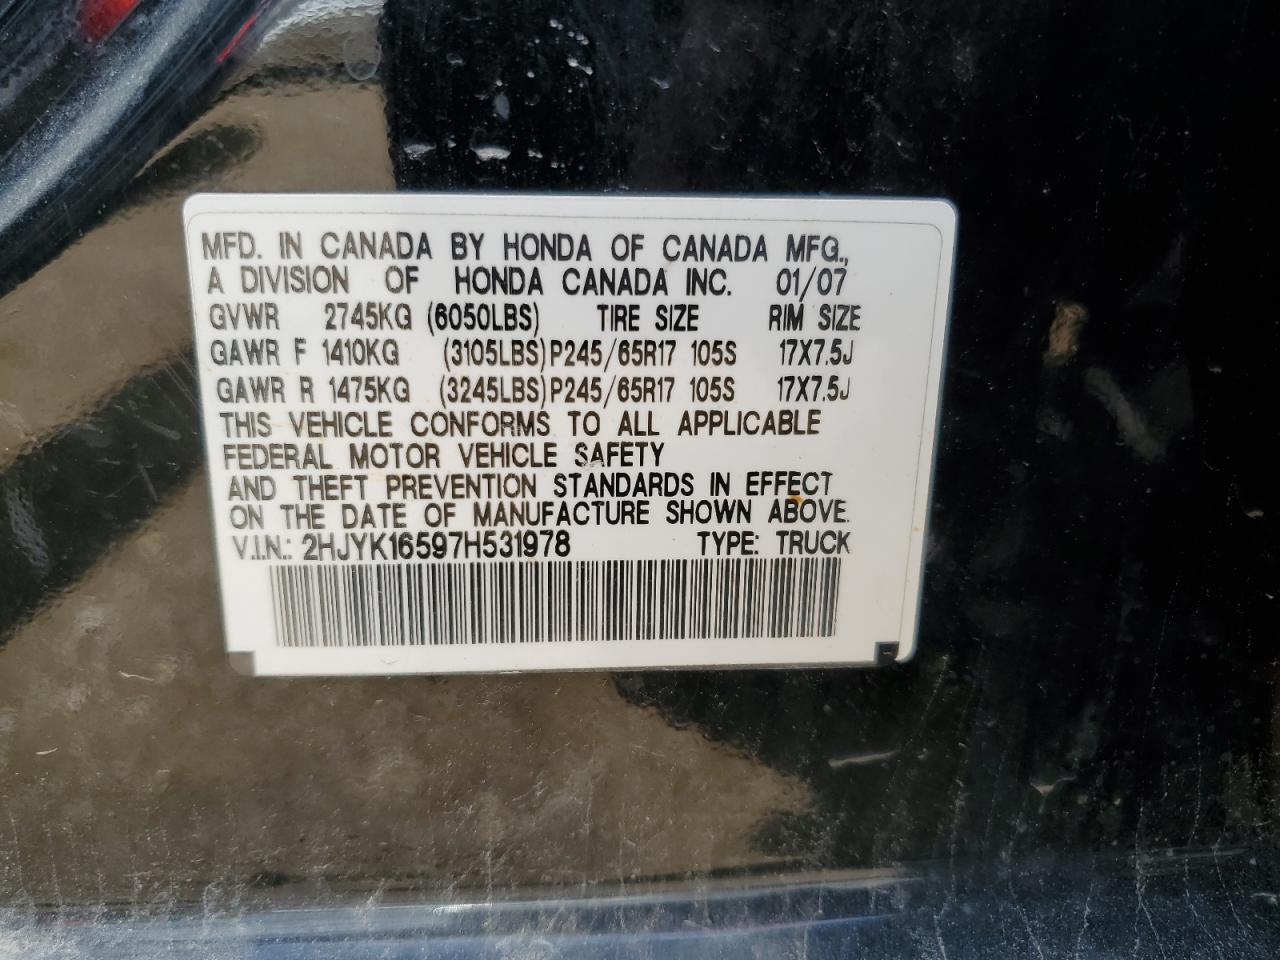 MFD. IN CANADA BY HONDA OF CANADA MFG.,
A DIVISION OF HONDA CANADA INC. 01/07
GVWR 2745KG (6050LBS) TIRE SIZE RIM SIZE
GAWR F 1410KG (3105LBS) P245/65R17 105S 17X7.5J
GAWR R 1475KG (3245LBS) P245/65R17 105S 17X7.5J
THIS VEHICLE CONFORMS TO ALL APPLICABLE
FEDERAL MOTOR VEHICLE SAFETY
AND THEFT PREVENTION STANDARDS IN EFFECT
ON THE DATE OF MANUFACTURE SHOWN ABOVE.
V.I.N.: 2HJYK16597H531978 TYPE: TRUCK